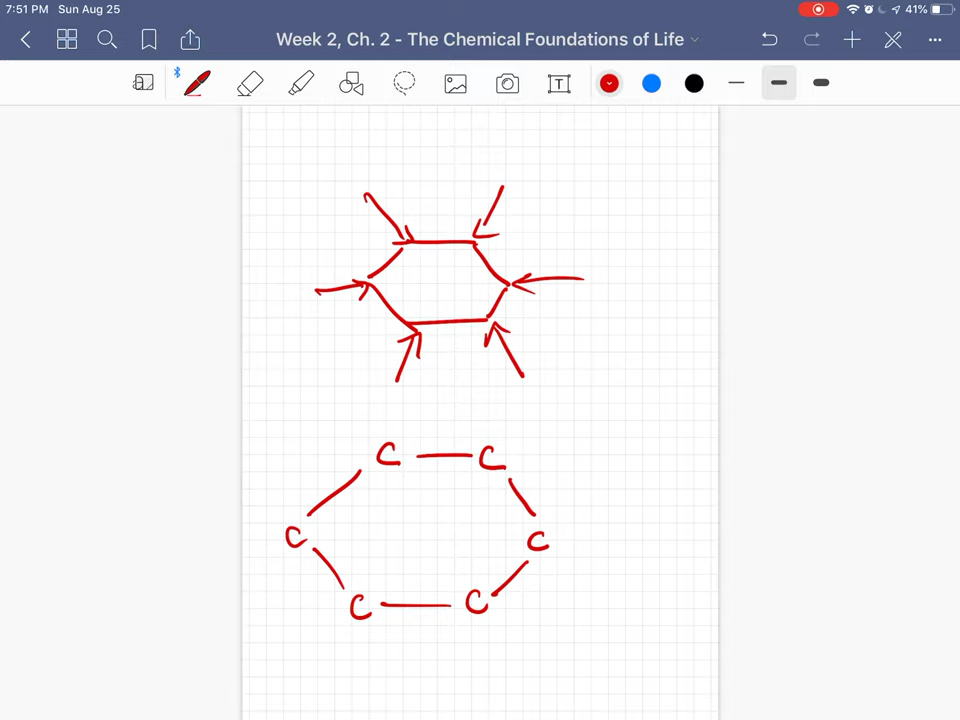 7:51 PM Sun Aug 25 41%
Week 2, Ch. 2 - The Chemical Foundations of Life
T
C C
C C
C C